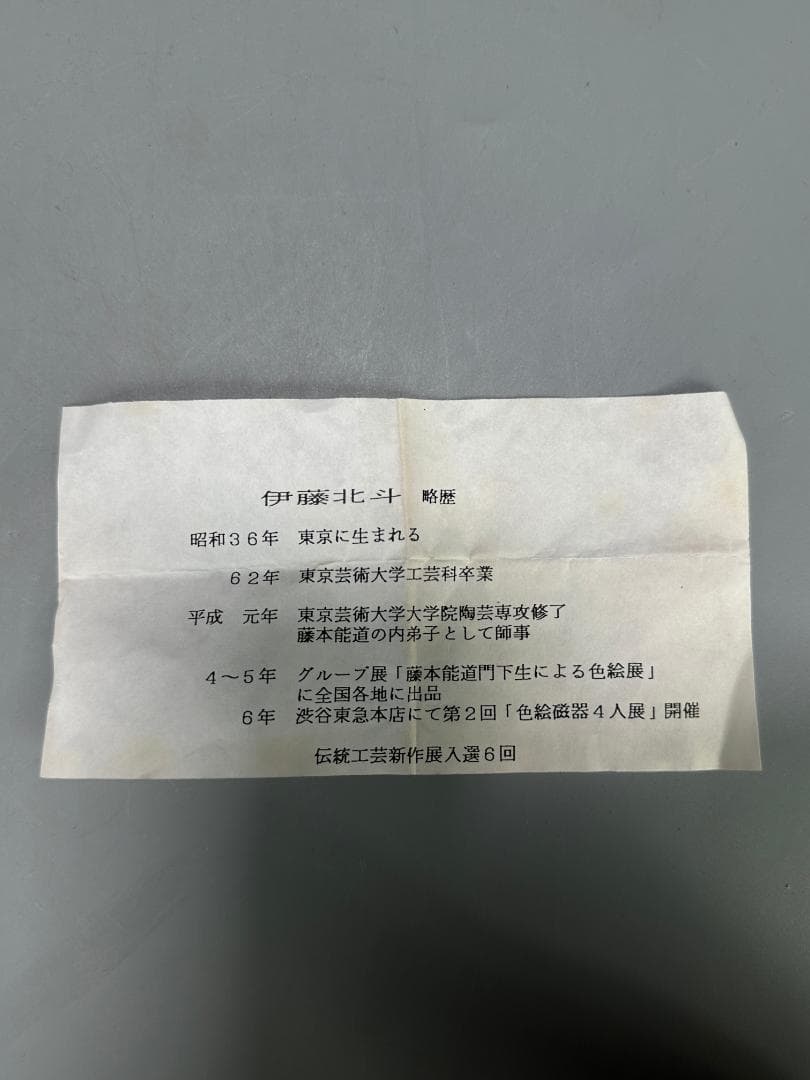 伊藤北斗 略歴
昭和36年 東京に生まれる
62年 東京芸術大学工芸科卒業
平成 元年 東京芸術大学大学院陶芸専攻修了
藤本能道の内弟子として師事
4~5年 グループ展「藤本能道門下生による色絵展」
に全国各地に出品
6年 渋谷東急本店にて第2回「色絵磁器4人展」開催
伝統工芸新作展入選6回